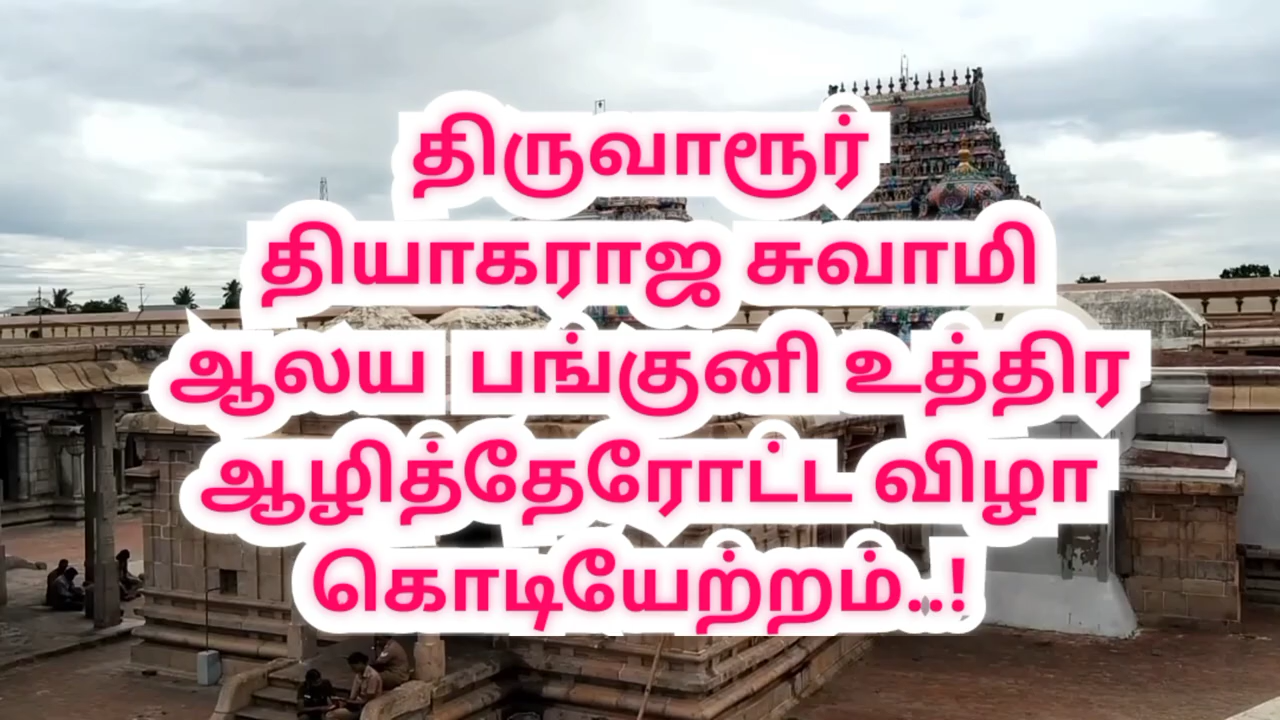 திருவாரூர்
தியாகராஜ சுவாமி
ஆலய பங்குனி உத்திர
ஆழித்தேரோட்ட விழா
கொடியேற்றம்..!